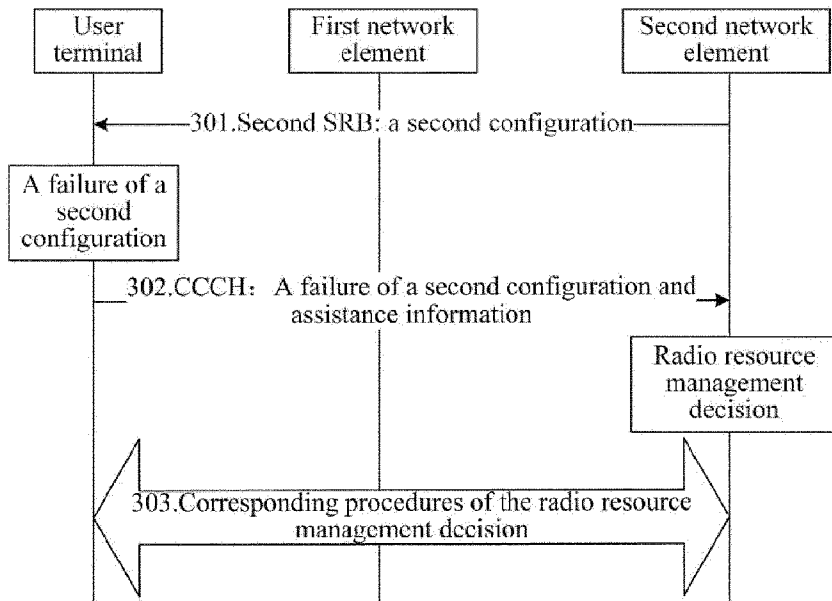 User
terminal
First network
element
Second network
element
301.Second SRB: a second configuration
A failure of a
second
configuration
302.CCCH: A failure of a second configuration and
assistance information
Radio resource
management
decision
303.Corresponding procedures of the radio resource
management decision